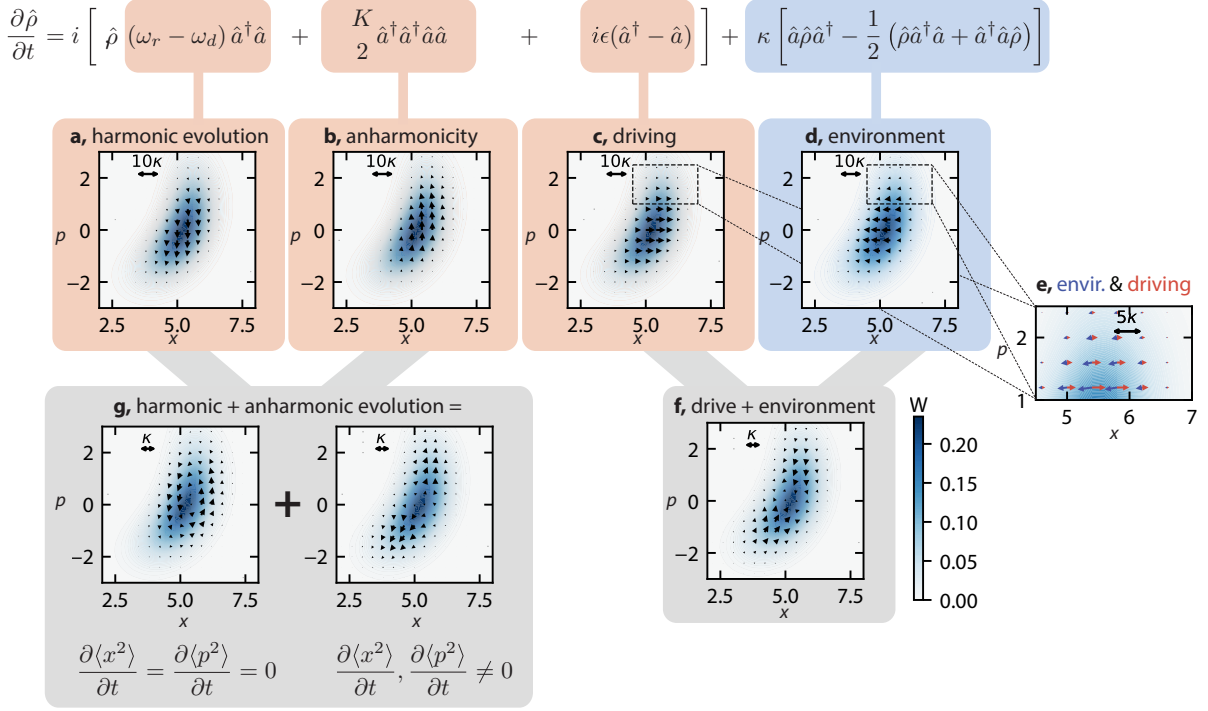 ∂ρ̂/∂t = i [ ,ρ̂ (ω_r − ω_d) â†â + K/2 â†â†ââ + iϵ(â† − â) ] + κ [ âρ̂â† − 1/2 (ρ̂â†â + â†âρ̂) ]
a, harmonic evolution
b, anharmonicity
c, driving
d, environment
10κ
10κ
10κ
10κ
2
0
−2
p
2.5 5.0 7.5
x
2
0
−2
p
2.5 5.0 7.5
x
2
0
−2
p
2.5 5.0 7.5
x
2
0
−2
p
2.5 5.0 7.5
e, envir. & driving
5κ
2
1
p
5 6 7
x
g, harmonic + anharmonic evolution =
κ
2
0
−2
p
2.5 5.0 7.5
x
+
κ
2
0
−2
2.5 5.0 7.5
x
∂⟨x²⟩/∂t = ∂⟨p²⟩/∂t = 0
∂⟨x²⟩/∂t, ∂⟨p²⟩/∂t ≠ 0
f, drive + environment
κ
2
0
−2
p
2.5 5.0 7.5
x
W
0.20
0.15
0.10
0.05
0.00